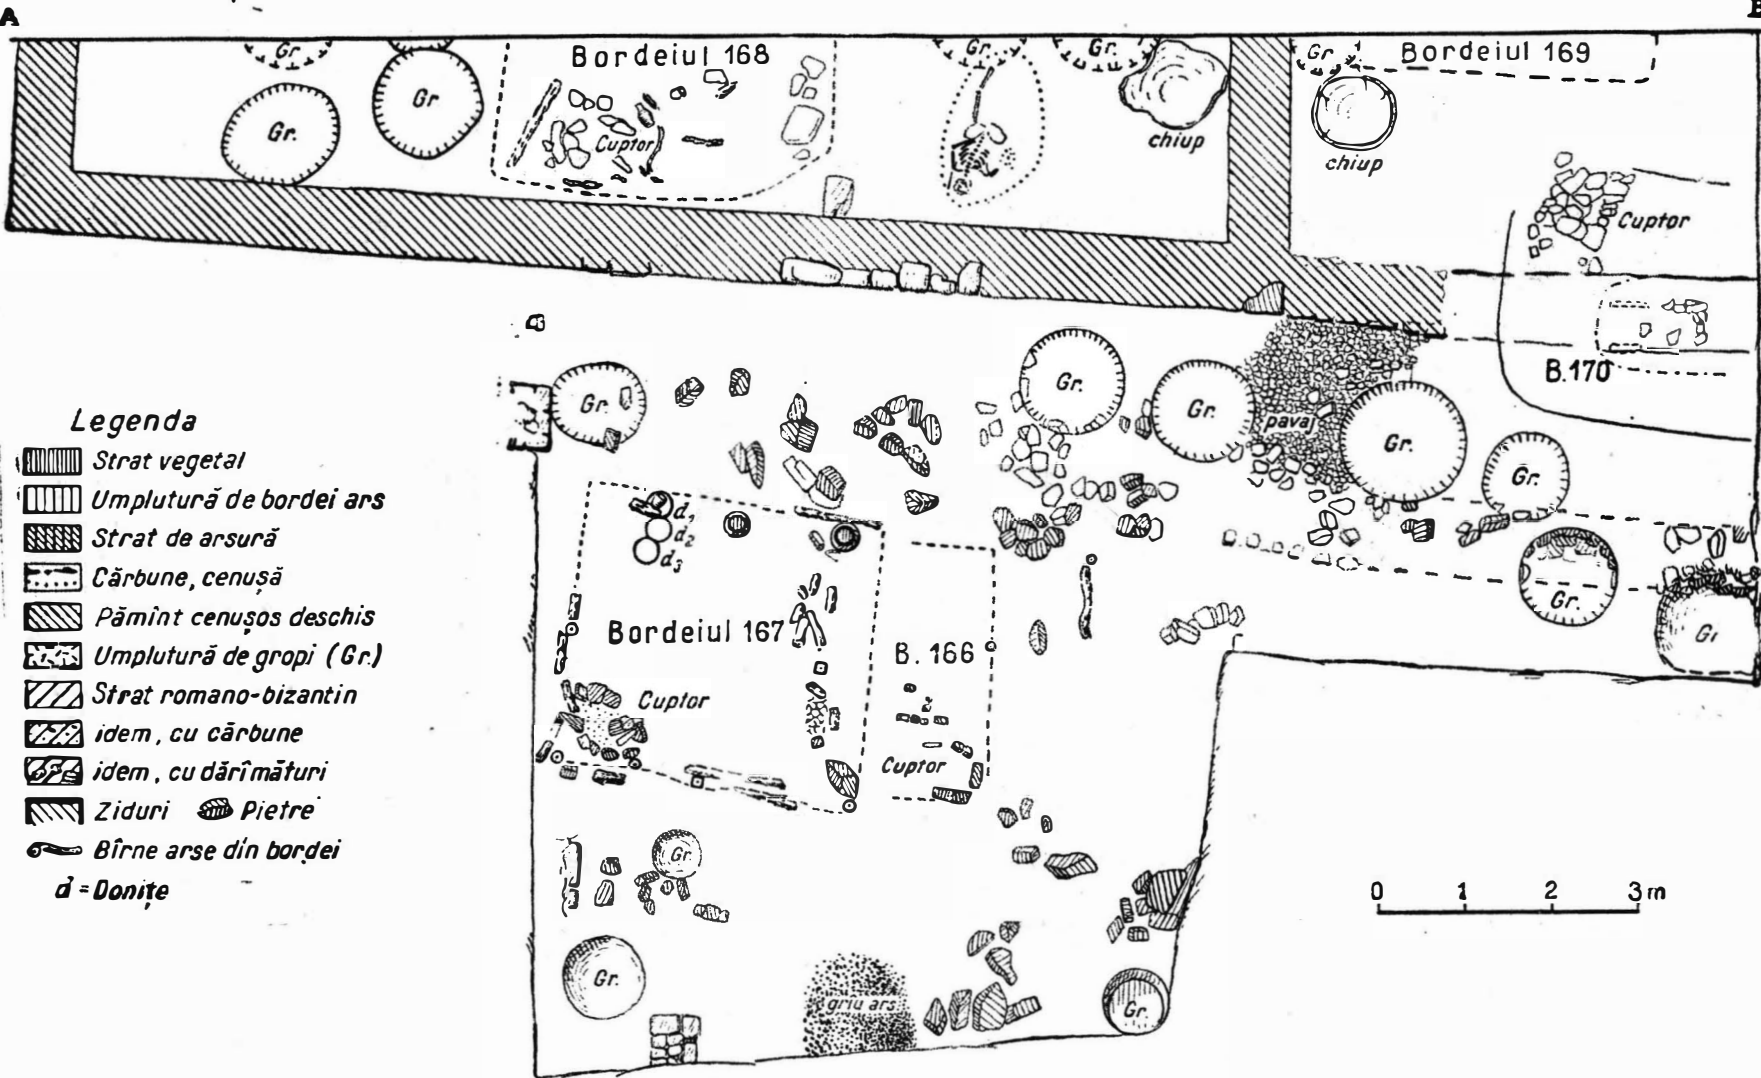 A
Gr.
Gr.
Gr.
Bordeiul 168
Cuptor
Gr.
Gr.
chiup
Gr.
Bordeiul 169
chiup
Cuptor
B.170
Gr.
Gr.
Gr.
pavaj
Gr.
Gr.
Gr.
Gr
d₁
d₂
d₃
Bordeiul 167
Cuptor
B. 166
Cuptor
Gr
Gr.
griu ars
Gr.
Legenda
Strat vegetal
Umplutură de bordei ars
Strat de arsură
Cărbune, cenușă
Pămînt cenușos deschis
Umplutură de gropi (Gr.)
Strat romano-bizantin
idem, cu cărbune
idem, cu dărîmături
Ziduri Pietre
Bîrne arse din bordei
d = Donițe
0 1 2 3 m